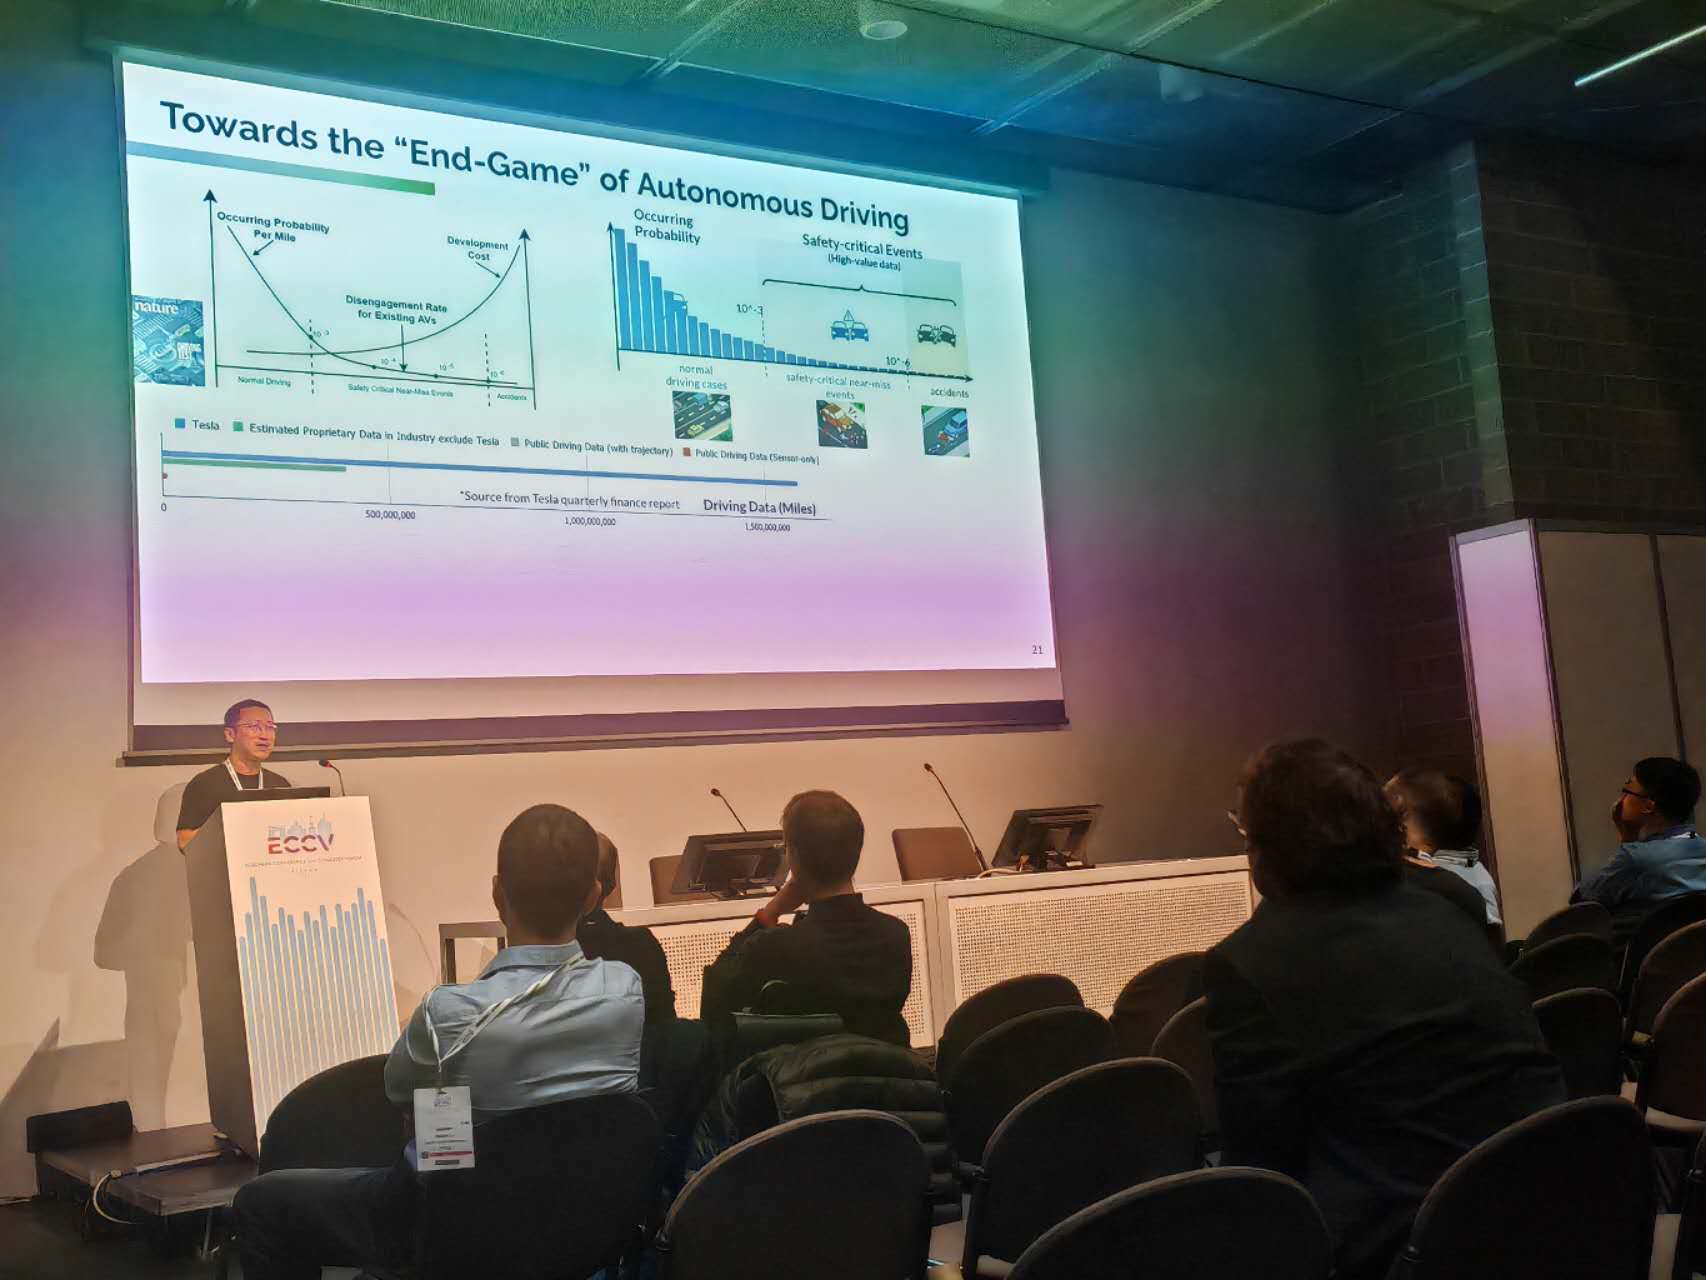 Towards the “End-Game” of Autonomous Driving
Occurring Probability
Per Mile
Development
Cost
Disengagement Rate
for Existing AVs
nature
10^-3
10^-4
10^-5
10^-6
Normal Driving
Safety Critical Near-Miss Events
Accidents
Occurring
Probability
Safety-critical Events
(High-value data)
10^-3
10^-6
normal
driving cases
safety-critical near-miss
events
accidents
Tesla
Estimated Proprietary Data in Industry exclude Tesla
Public Driving Data (with trajectory)
Public Driving Data (Sensor-only)
*Source from Tesla quarterly finance report
Driving Data (Miles)
0
500,000,000
1,000,000,000
1,500,000,000
21
ECCV